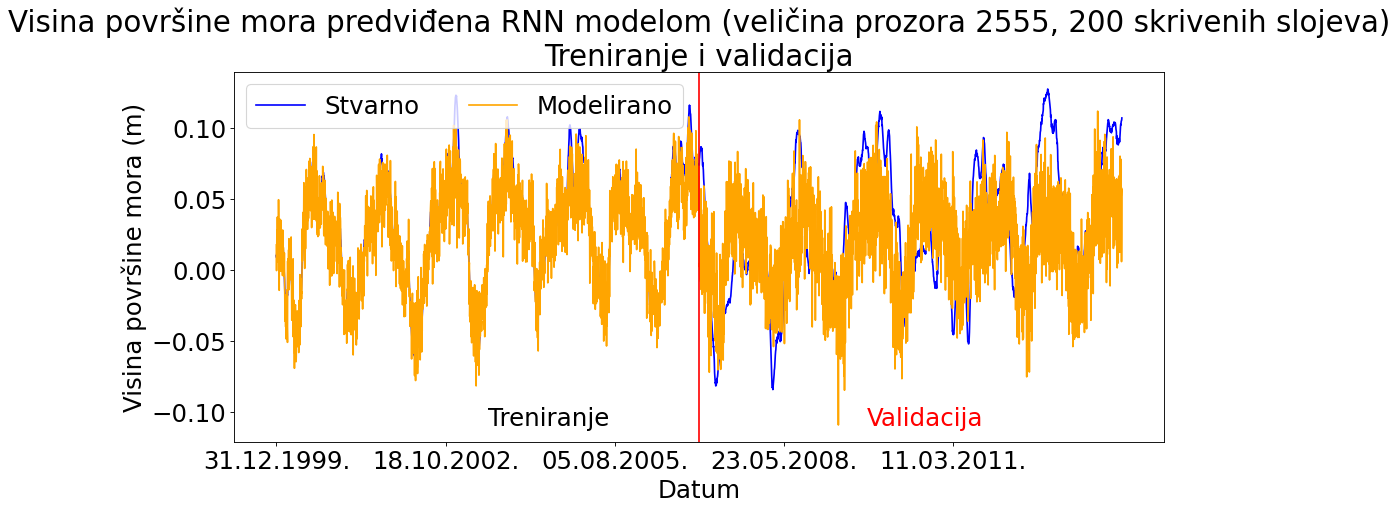 Visina površine mora predviđena RNN modelom (veličina prozora 2555, 200 skrivenih slojeva)
Treniranje i validacija
Stvarno Modelirano
Visina površine mora (m)
0.10
0.05
0.00
−0.05
−0.10
Treniranje Validacija
31.12.1999. 18.10.2002. 05.08.2005. 23.05.2008. 11.03.2011.
Datum